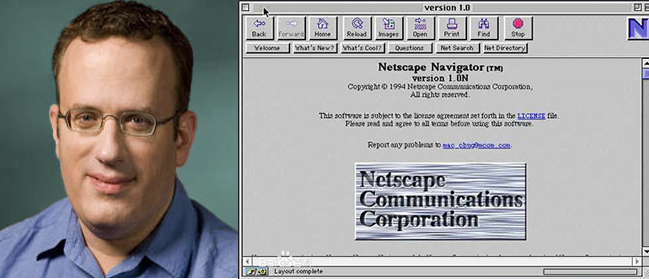 version 1.0
Back Forward Home Reload Images Open Print Find Stop
N
Welcome What's New? What's Cool? Questions Net Search Net Directory
Netscape Navigator (TM)
version 1.0N
Copyright © 1994 Netscape Communications Corporation,
All rights reserved.
This software is subject to the license agreement set forth in the LICENSE file.
Please read and agree to all terms before using this software.
Report any problems to mac_cbug@mcom.com.
Netscape
Communications
Corporation
Bai 百科
Layout complete